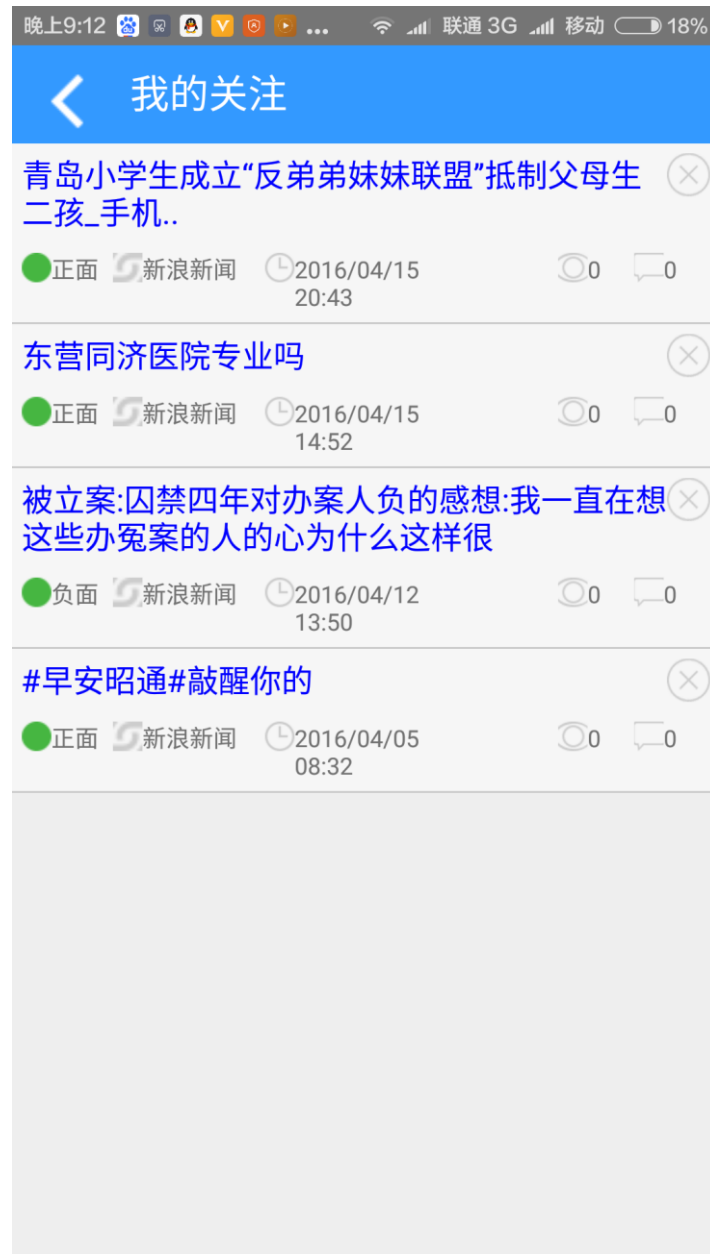 晚上9:12 ... 联通 3G 移动 18%
我的关注
青岛小学生成立“反弟弟妹妹联盟”抵制父母生
二孩_手机..
正面 新浪新闻 2016/04/15 0 0
20:43
东营同济医院专业吗
正面 新浪新闻 2016/04/15 0 0
14:52
被立案:囚禁四年对办案人负的感想:我一直在想
这些办冤案的人的心为什么这样很
负面 新浪新闻 2016/04/12 0 0
13:50
#早安昭通#敲醒你的
正面 新浪新闻 2016/04/05 0 0
08:32